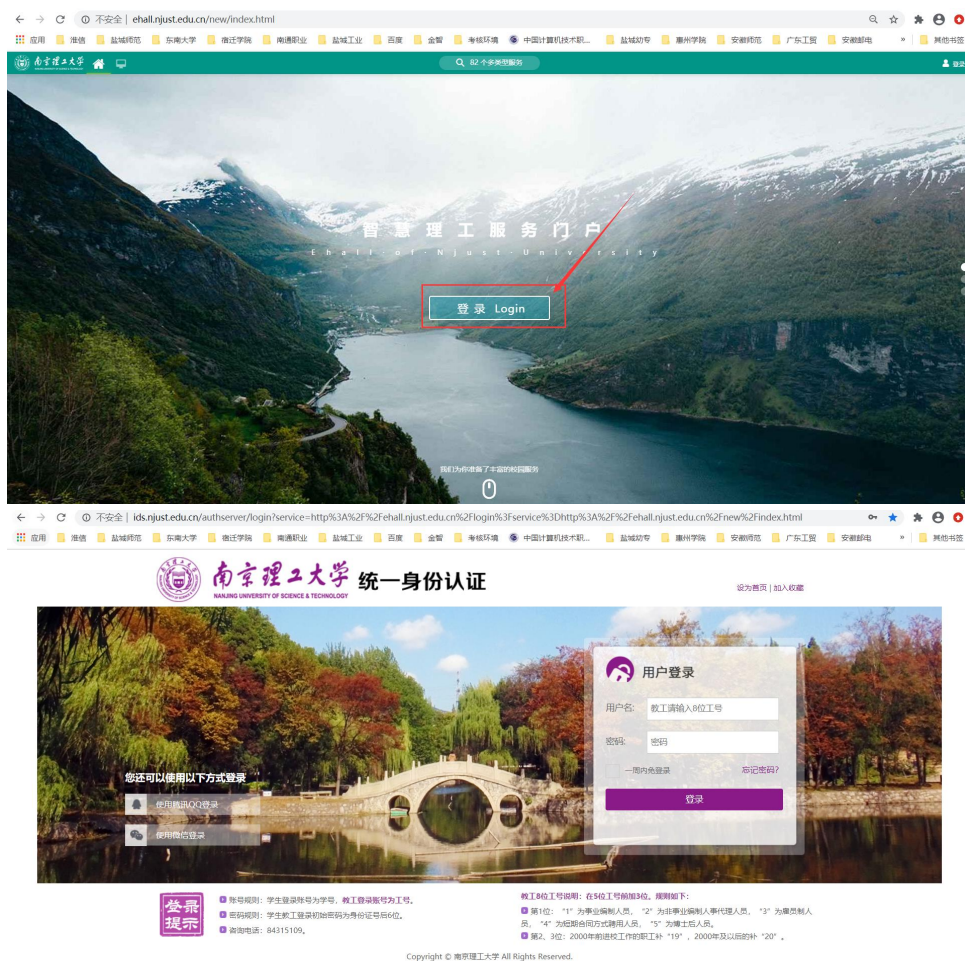 不安全 | ehall.njust.edu.cn/new/index.html
应用 淮信 盐城师范 东南大学 宿迁学院 南通职业 盐城工业 百度 金智 考核环境 中国计算机技术职... 盐城幼专 惠州学院 安徽师范 广东工贸 安徽邮电 » 其他书签
南京理工大学 82 个多类型服务 登录
智慧理工服务门户
Ehall of Njust University
登 录 Login
我们为你准备了丰富的校园服务
不安全 | ids.njust.edu.cn/authserver/login?service=http%3A%2F%2Fehall.njust.edu.cn%2Flogin%3Fservice%3Dhttp%3A%2F%2Fehall.njust.edu.cn%2Fnew%2Findex.html
应用 淮信 盐城师范 东南大学 宿迁学院 南通职业 盐城工业 百度 金智 考核环境 中国计算机技术职... 盐城幼专 惠州学院 安徽师范 广东工贸 安徽邮电 » 其他书签
南京理工大学 统一身份认证
NANJING UNIVERSITY OF SCIENCE & TECHNOLOGY
设为首页 | 加入收藏
用户登录
用户名: 教工请输入8位工号
密码: 密码
一周内免登录 忘记密码?
登录
您还可以使用以下方式登录
使用腾讯QQ登录
使用微信登录
登录提示
账号规则：学生登录账号为学号，教工登录账号为工号。
密码规则：学生教工登录初始密码为身份证号后6位。
咨询电话：84315109。
教工8位工号说明：在5位工号前加3位，规则如下：
第1位： “1” 为事业编制人员， “2” 为非事业编制人事代理人员， “3” 为雇员制人
员， “4” 为短期合同方式聘用人员， “5” 为博士后人员。
第2、3位：2000年前进校工作的职工补 “19” ，2000年及以后的补 “20” 。
Copyright © 南京理工大学 All Rights Reserved.